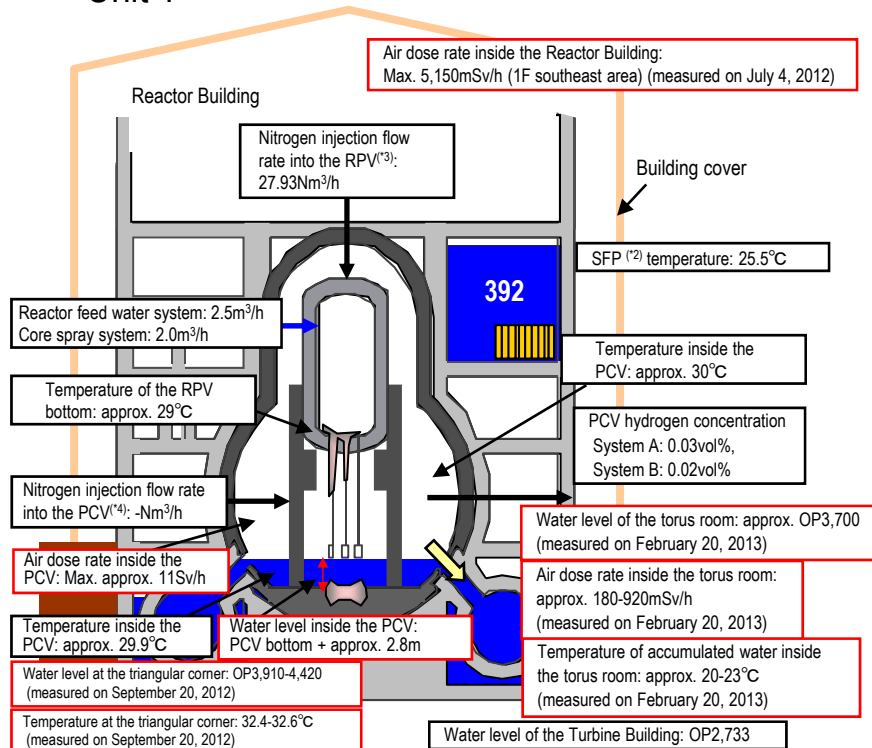 Air dose rate inside the Reactor Building:
Max. 5,150mSv/h (1F southeast area) (measured on July 4, 2012)
Reactor Building
Nitrogen injection flow
rate into the RPV(*3):
27.93Nm³/h
Building cover
SFP (*2) temperature: 25.5°C
392
Reactor feed water system: 2.5m³/h
Core spray system: 2.0m³/h
Temperature inside the
PCV: approx. 30°C
Temperature of the RPV
bottom: approx. 29°C
PCV hydrogen concentration
System A: 0.03vol%,
System B: 0.02vol%
Nitrogen injection flow rate
into the PCV(*4): -Nm³/h
Water level of the torus room: approx. OP3,700
(measured on February 20, 2013)
Air dose rate inside the
PCV: Max. approx. 11Sv/h
Air dose rate inside the torus room:
approx. 180-920mSv/h
(measured on February 20, 2013)
Temperature inside the
PCV: approx. 29.9°C
Water level inside the PCV:
PCV bottom + approx. 2.8m
Temperature of accumulated water inside
the torus room: approx. 20-23°C
(measured on February 20, 2013)
Water level at the triangular corner: OP3,910-4,420
(measured on September 20, 2012)
Temperature at the triangular corner: 32.4-32.6°C
(measured on September 20, 2012)
Water level of the Turbine Building: OP2,733